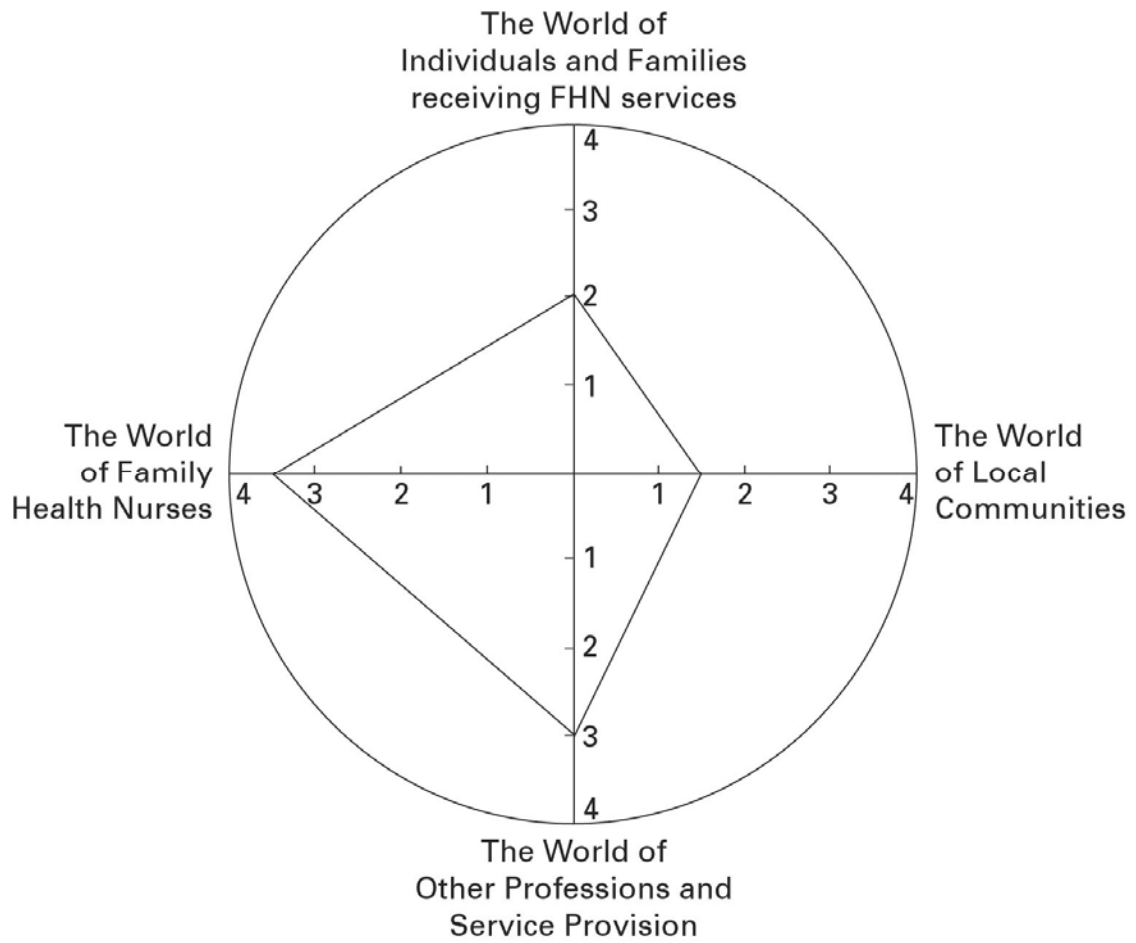 The World of
Individuals and Families
receiving FHN services
4
3
2
1
The World
of Family
Health Nurses
4 3 2 1 1 2 3 4
The World
of Local
Communities
1
2
3
4
The World of
Other Professions and
Service Provision